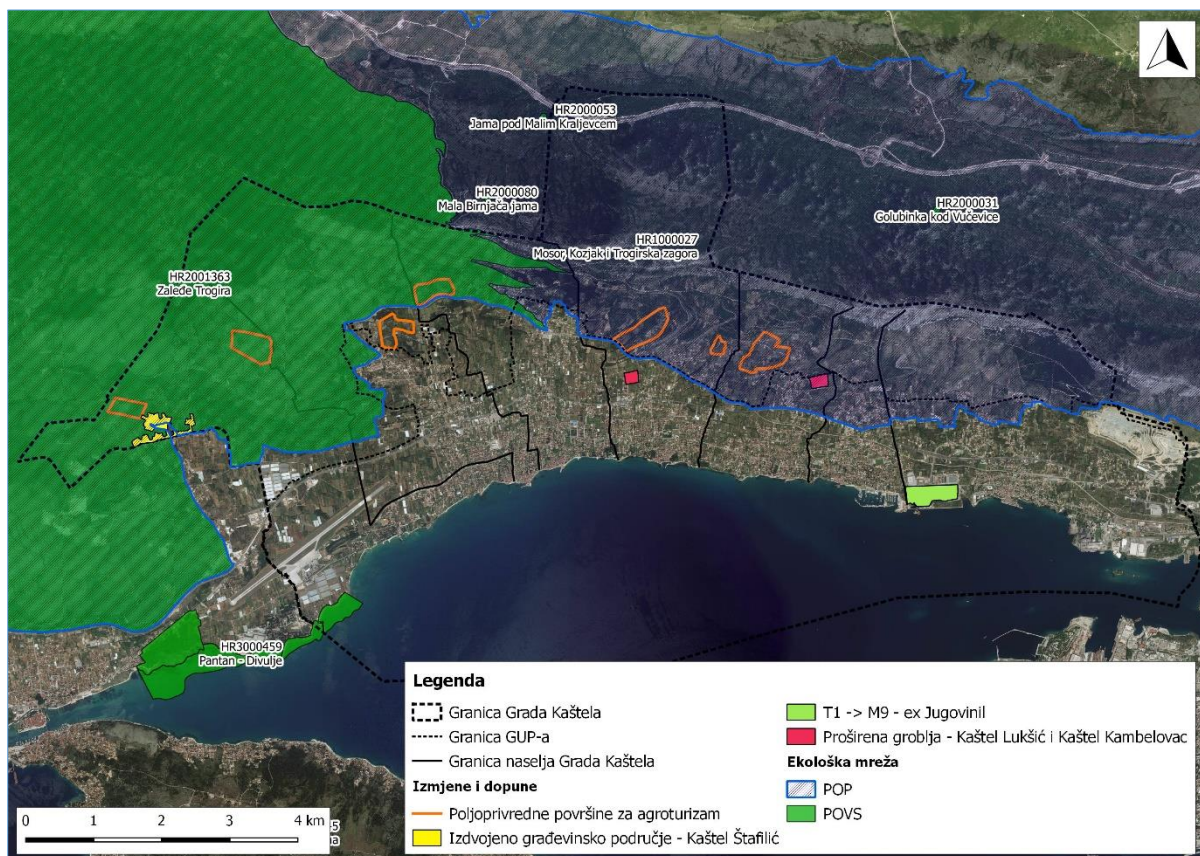 HR2000053
Jama pod Malim Kraljevcem
HR2000080
Mala Birnjača jama
HR2000031
Golubinka kod Vučevice
HR1000027
Mosor, Kozjak i Trogirska zagora
HR2001363
Zaleđe Trogira
HR3000459
Pantan - Divulje
Legenda
Granica Grada Kaštela
Granica GUP-a
Granica naselja Grada Kaštela
Izmjene i dopune
Poljoprivredne površine za agroturizam
Izdvojeno građevinsko područje - Kaštel Štafilić
T1 -> M9 - ex Jugovinil
Proširena groblja - Kaštel Lukšić i Kaštel Kambelovac
Ekološka mreža
POP
POVS
0 1 2 3 4 km